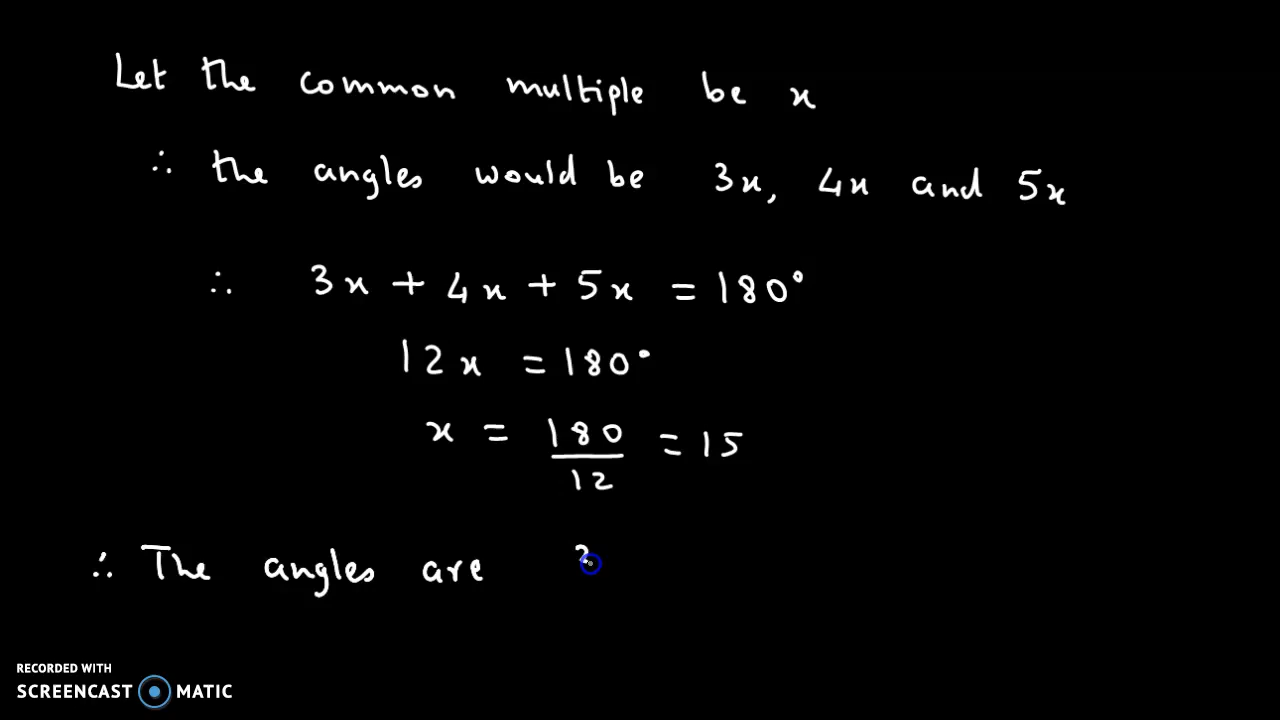 Let the common multiple be x
∴ the angles would be 3x, 4x and 5x
∴ 3x + 4x + 5x = 180°
12x = 180°
x = 180/12 = 15
∴ The angles are
RECORDED WITH
SCREENCAST MATIC